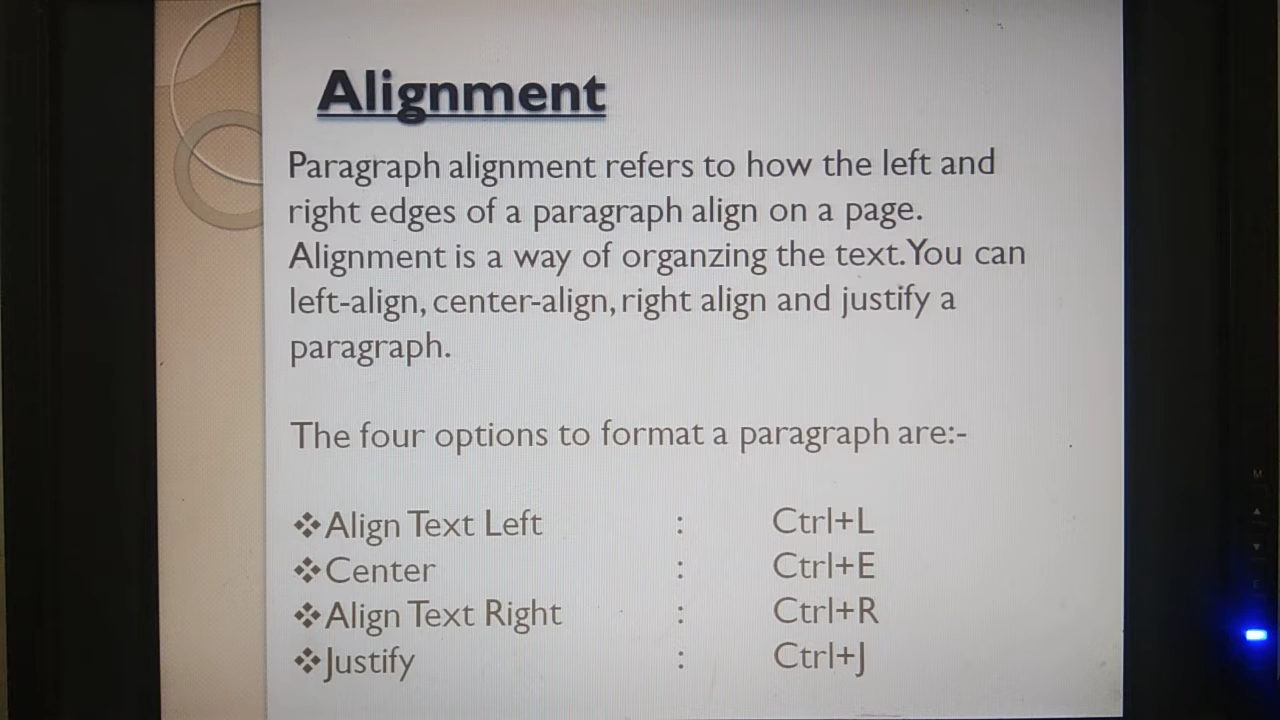 Alignment
Paragraph alignment refers to how the left and
right edges of a paragraph align on a page.
Alignment is a way of organzing the text.You can
left-align, center-align, right align and justify a
paragraph.
The four options to format a paragraph are:-
❖Align Text Left : Ctrl+L
❖Center : Ctrl+E
❖Align Text Right : Ctrl+R
❖Justify : Ctrl+J
M